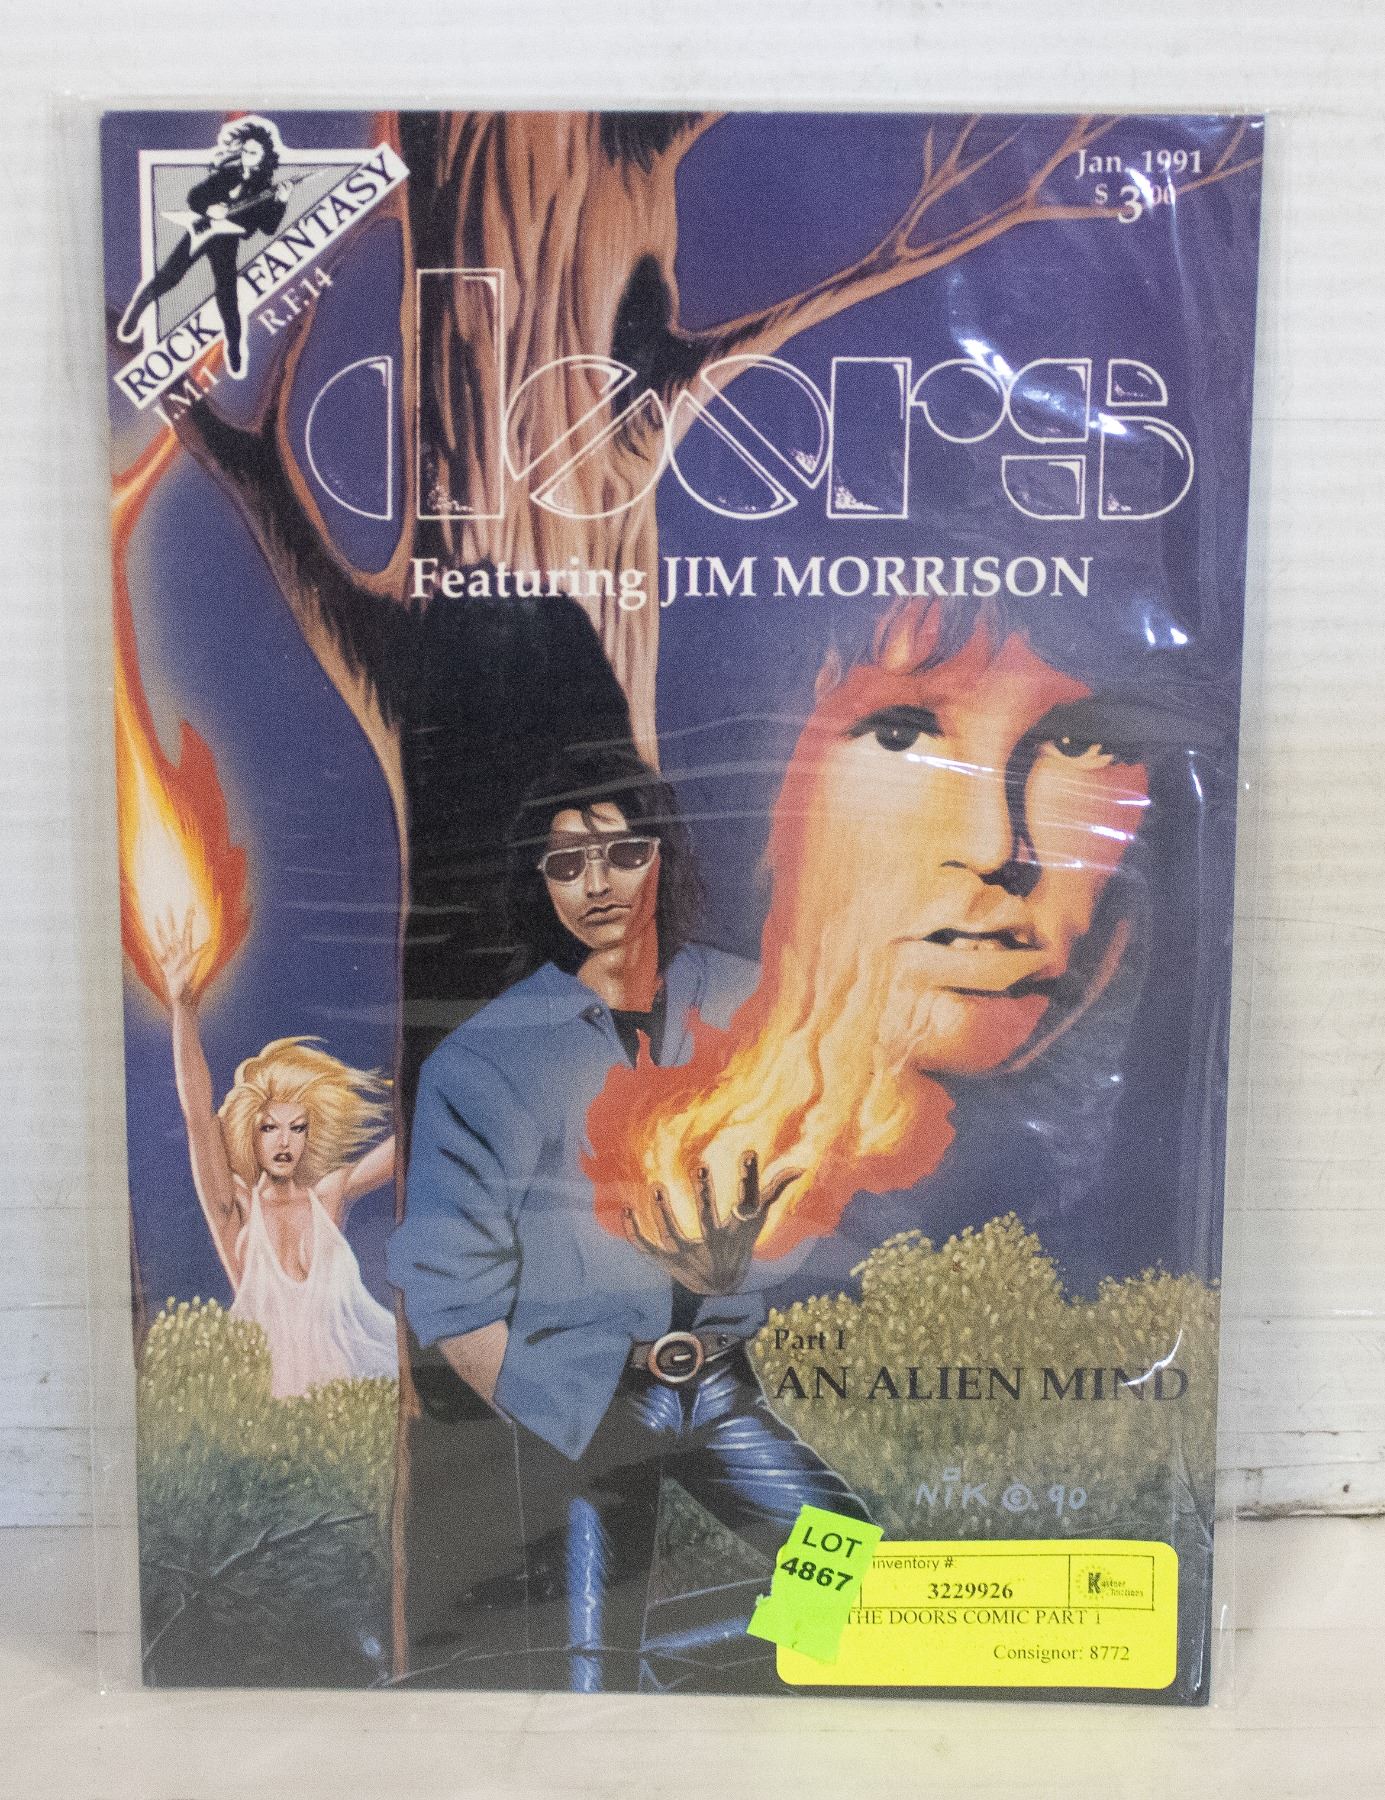 ROCK FANTASY
R.F.14
J.M.1
Jan. 1991
$3.00
doors
Featuring JIM MORRISON
Part I
AN ALIEN MIND
NIK ©. 90
LOT
4867
inventory #:
3229926
THE DOORS COMIC PART 1
Consignor: 8772